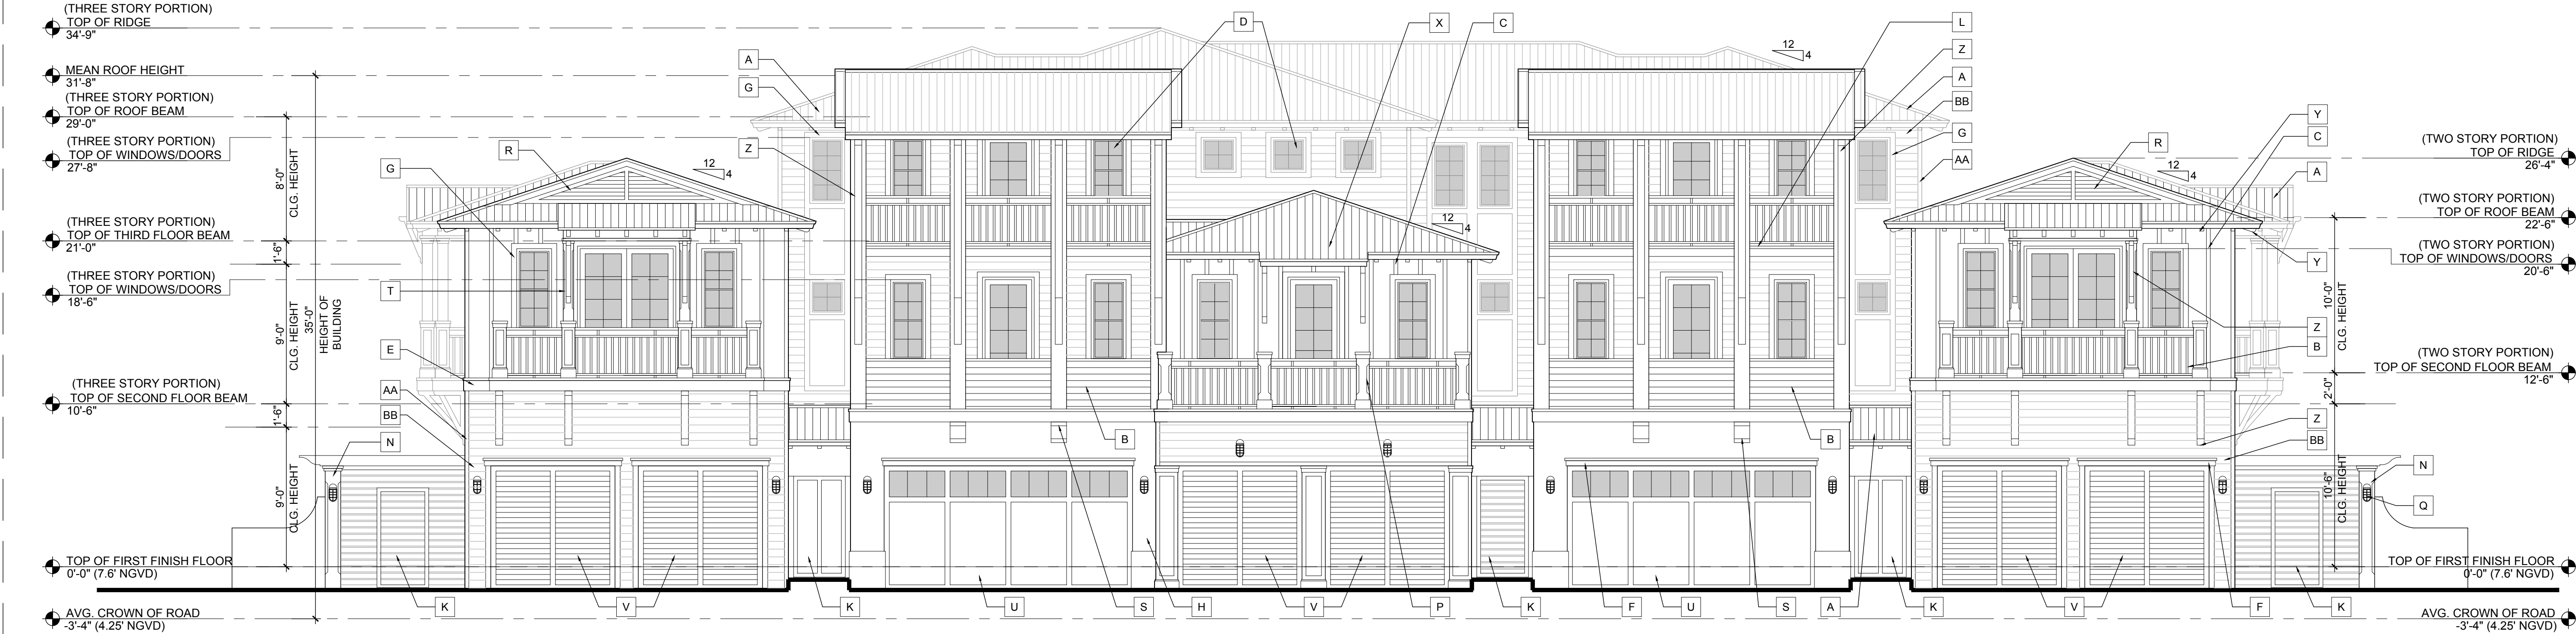 (THREE STORY PORTION)
TOP OF RIDGE
34'-9"
MEAN ROOF HEIGHT
31'-8"
(THREE STORY PORTION)
TOP OF ROOF BEAM
29'-0"
(THREE STORY PORTION)
TOP OF WINDOWS/DOORS
27'-8"
(THREE STORY PORTION)
TOP OF THIRD FLOOR BEAM
21'-0"
(THREE STORY PORTION)
TOP OF WINDOWS/DOORS
18'-6"
(THREE STORY PORTION)
TOP OF SECOND FLOOR BEAM
10'-6"
TOP OF FIRST FINISH FLOOR
0'-0" (7.6' NGVD)
AVG. CROWN OF ROAD
-3'-4" (4.25' NGVD)
8'-0"
CLG. HEIGHT
1'-6"
9'-0"
CLG. HEIGHT
1'-6"
9'-0"
CLG. HEIGHT
35'-0"
HEIGHT OF
BUILDING
R
G
T
E
AA
BB
N
12
4
A
G
Z
D
X
C
12
4
B
B
12
4
L
Z
A
BB
G
AA
12
4
R
Y
C
A
Y
Z
B
Z
BB
N
Q
K
V
K
U
S
H
V
P
K
F
U
S
A
K
V
F
K
10'-0"
CLG. HEIGHT
2'-0"
10'-6"
CLG. HEIGHT
(TWO STORY PORTION)
TOP OF RIDGE
26'-4"
(TWO STORY PORTION)
TOP OF ROOF BEAM
22'-6"
(TWO STORY PORTION)
TOP OF WINDOWS/DOORS
20'-6"
(TWO STORY PORTION)
TOP OF SECOND FLOOR BEAM
12'-6"
TOP OF FIRST FINISH FLOOR
0'-0" (7.6' NGVD)
AVG. CROWN OF ROAD
-3'-4" (4.25' NGVD)